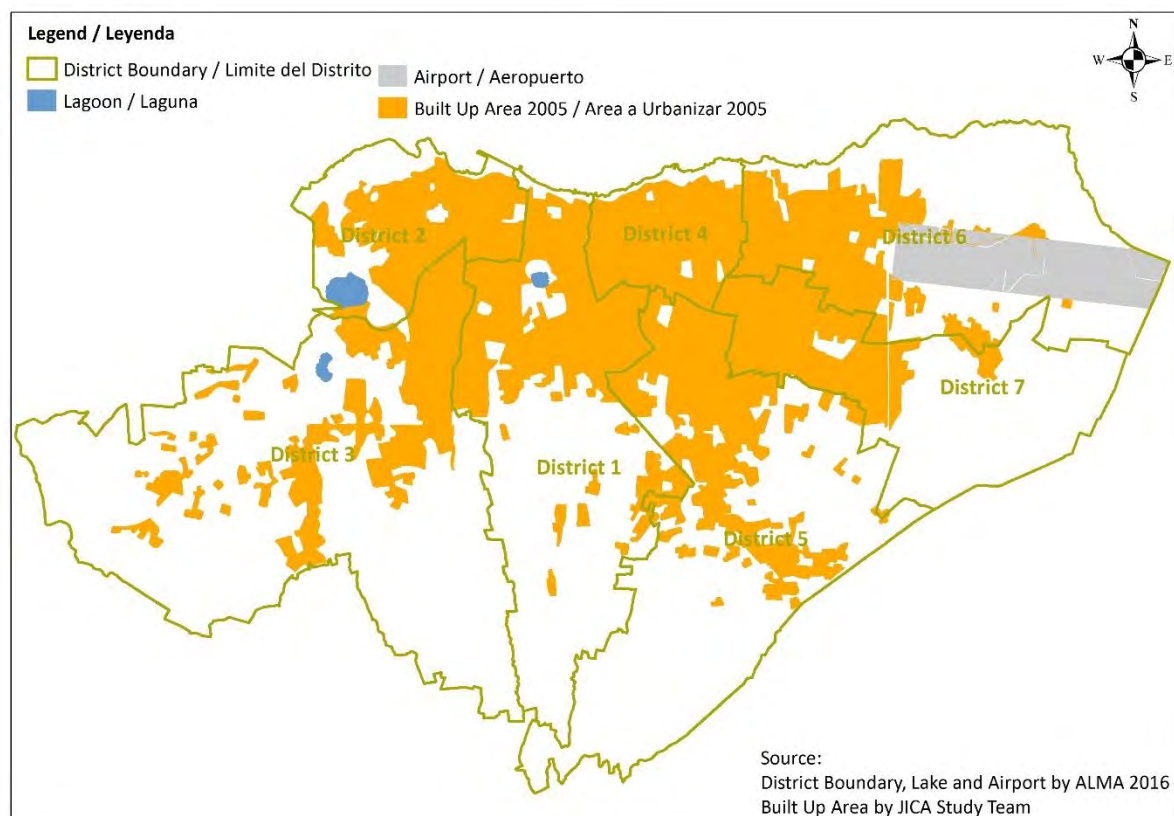 Legend / Leyenda
District Boundary / Limite del Distrito
Airport / Aeropuerto
Lagoon / Laguna
Built Up Area 2005 / Area a Urbanizar 2005
N
W E
S
District 2
District 4
District 6
District 7
District 3
District 1
District 5
Source:
District Boundary, Lake and Airport by ALMA 2016
Built Up Area by JICA Study Team